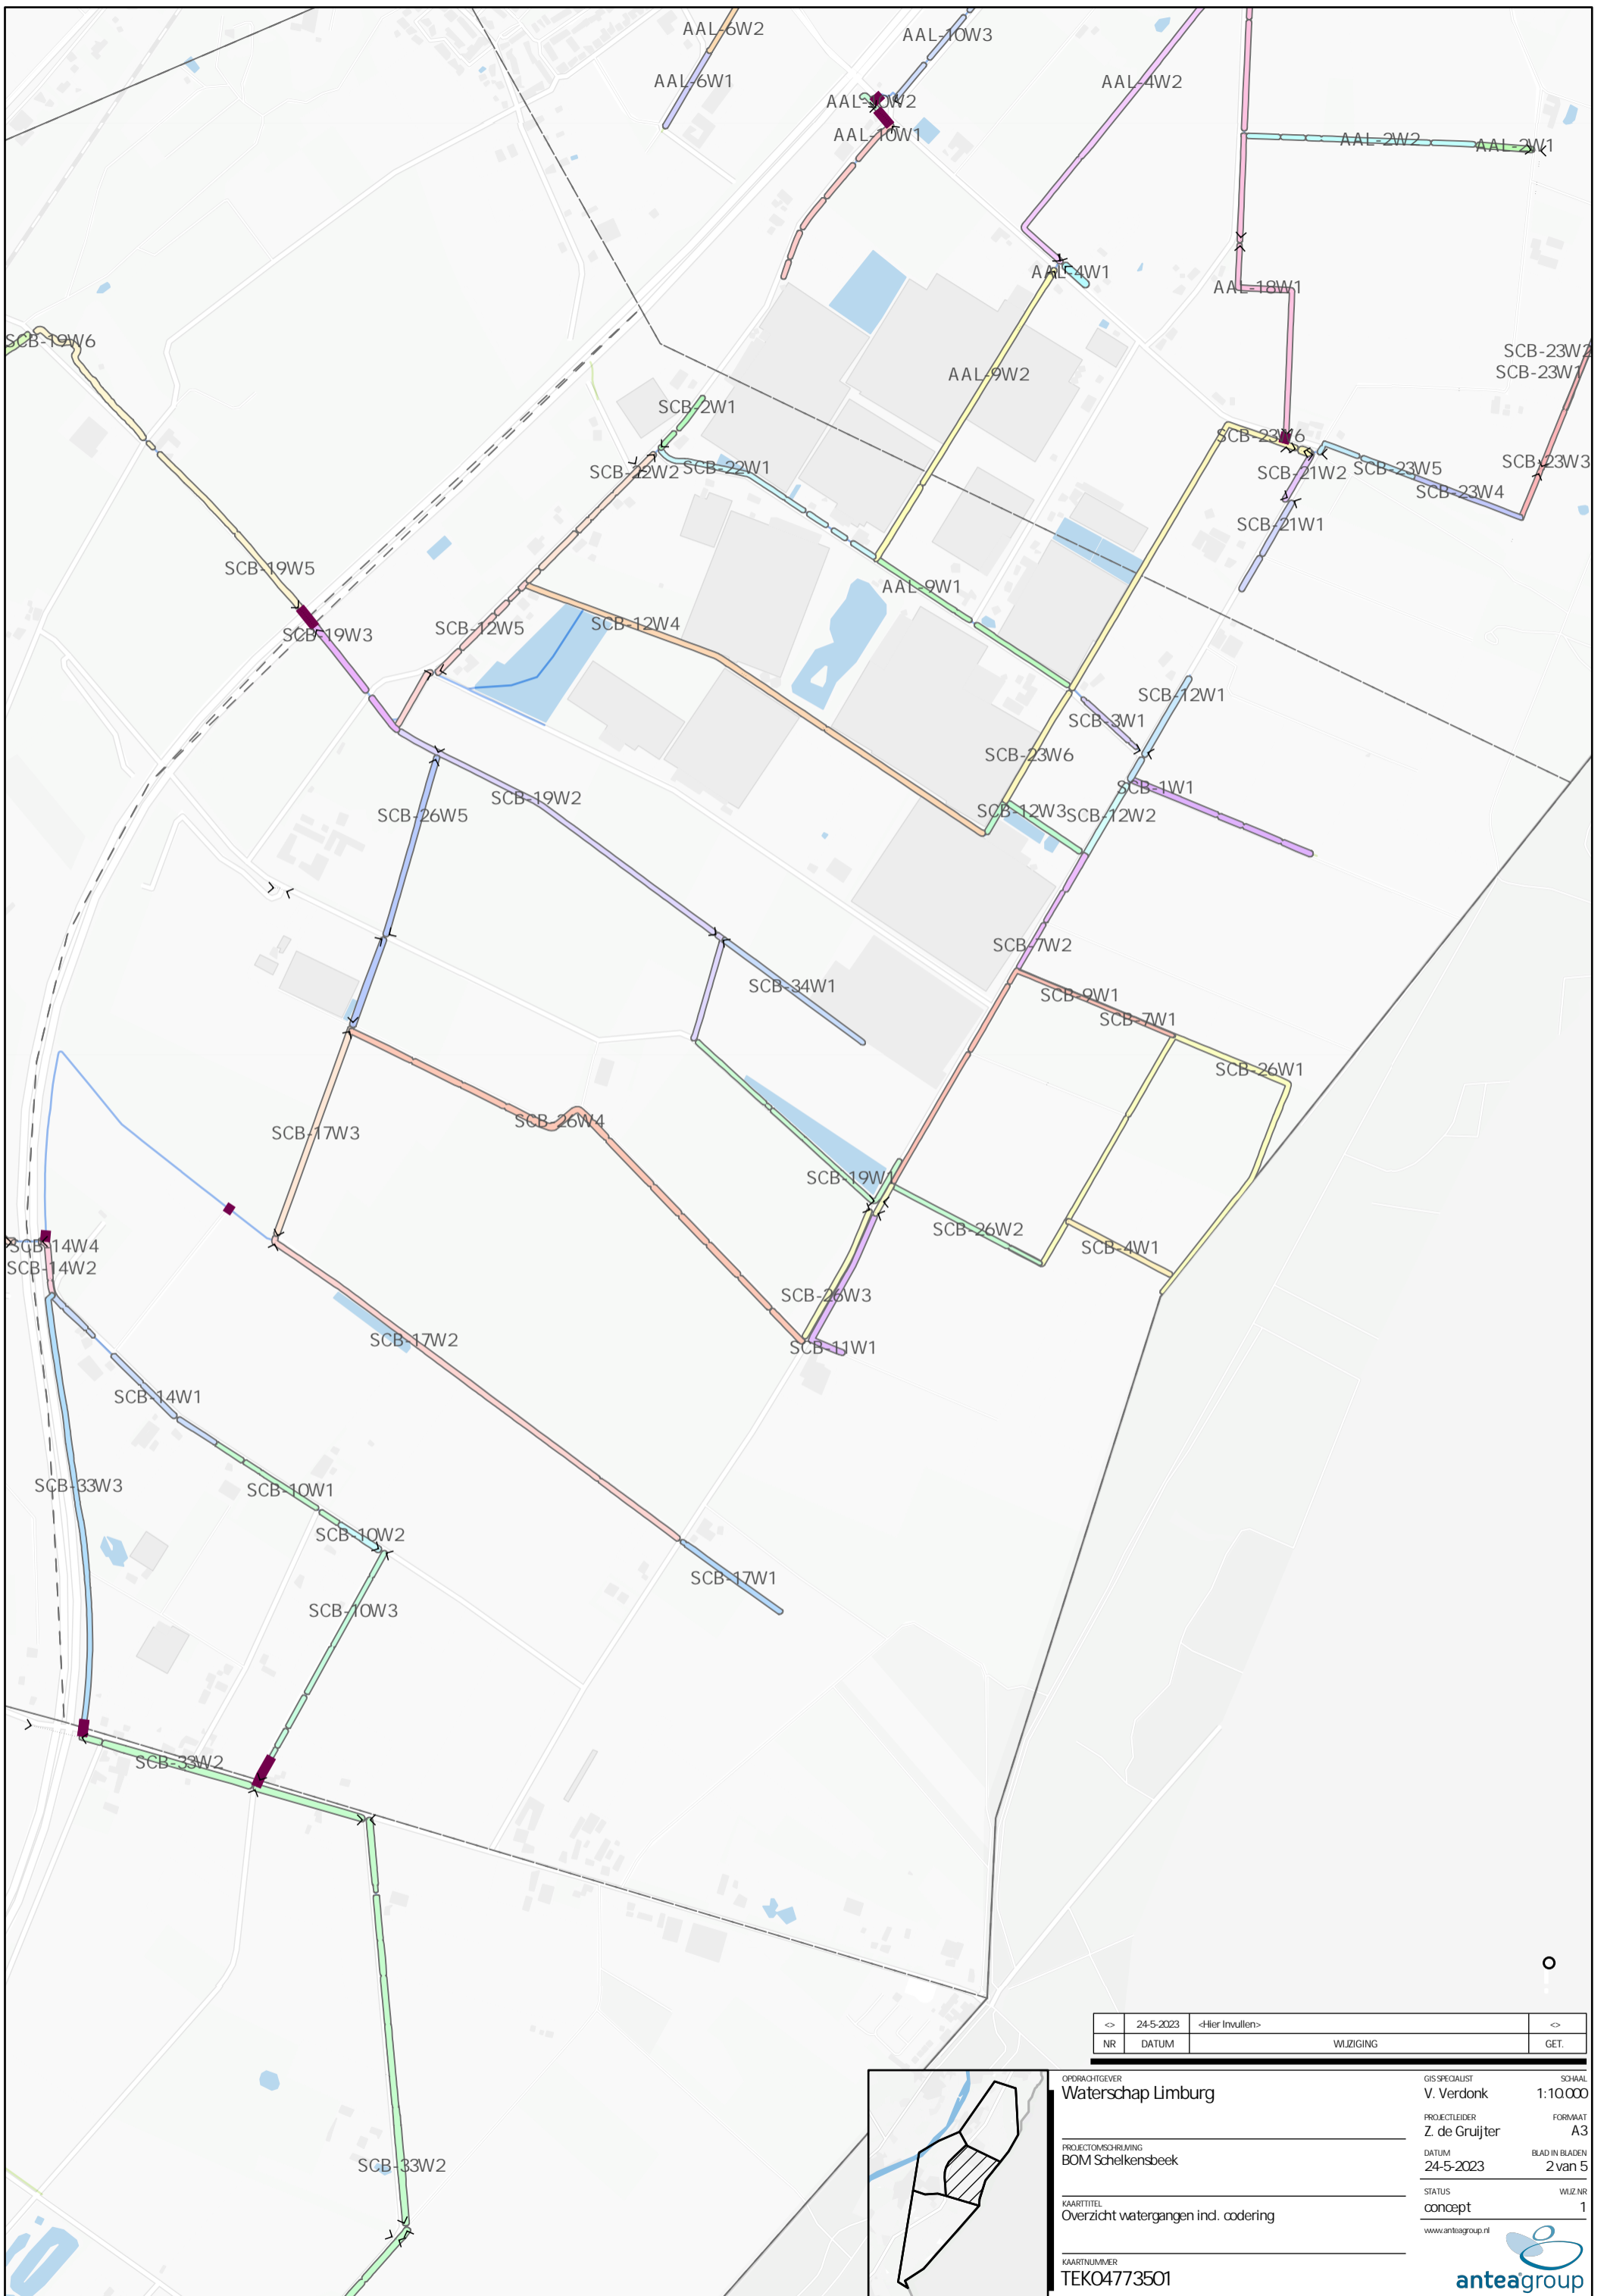 AAL-6W2
AAL-10W3
AAL-6W1
AAL-4W2
AAL-10W2
AAL-10W1
AAL-2W2
AAL-2W1
AAL-4W1
AAL-18W1
SCB-19W6
SCB-23W2
SCB-23W1
AAL-9W2
SCB-2W1
SCB-23W6
SCB-22W2
SCB-22W1
SCB-21W2
SCB-23W5
SCB-23W3
SCB-23W4
SCB-21W1
SCB-19W5
AAL-9W1
SCB-19W3
SCB-12W5
SCB-12W4
SCB-12W1
SCB-3W1
SCB-23W6
SCB-1W1
SCB-19W2
SCB-26W5
SCB-12W3
SCB-12W2
SCB-7W2
SCB-34W1
SCB-9W1
SCB-7W1
SCB-26W1
SCB-26W4
SCB-17W3
SCB-19W1
SCB-26W2
SCB-14W4
SCB-4W1
SCB-14W2
SCB-26W3
SCB-17W2
SCB-11W1
SCB-14W1
SCB-33W3
SCB-10W1
SCB-10W2
SCB-17W1
SCB-10W3
SCB-33W2
SCB-33W2
<> 24-5-2023 <Hier Invullen> <>
NR DATUM WIJZIGING GET.
OPDRACHTGEVER
Waterschap Limburg
PROJECTOMSCHRIJVING
BOM Schelkensbeek
KAARTTITEL
Overzicht watergangen incl. codering
KAARTNUMMER
TEK04773501
GIS SPECIALIST SCHAAL
V. Verdonk 1:10.000
PROJECTLEIDER FORMAAT
Z. de Gruijter A3
DATUM BLAD IN BLADEN
24-5-2023 2 van 5
STATUS WIJZ.NR
concept 1
www.anteagroup.nl
anteagroup